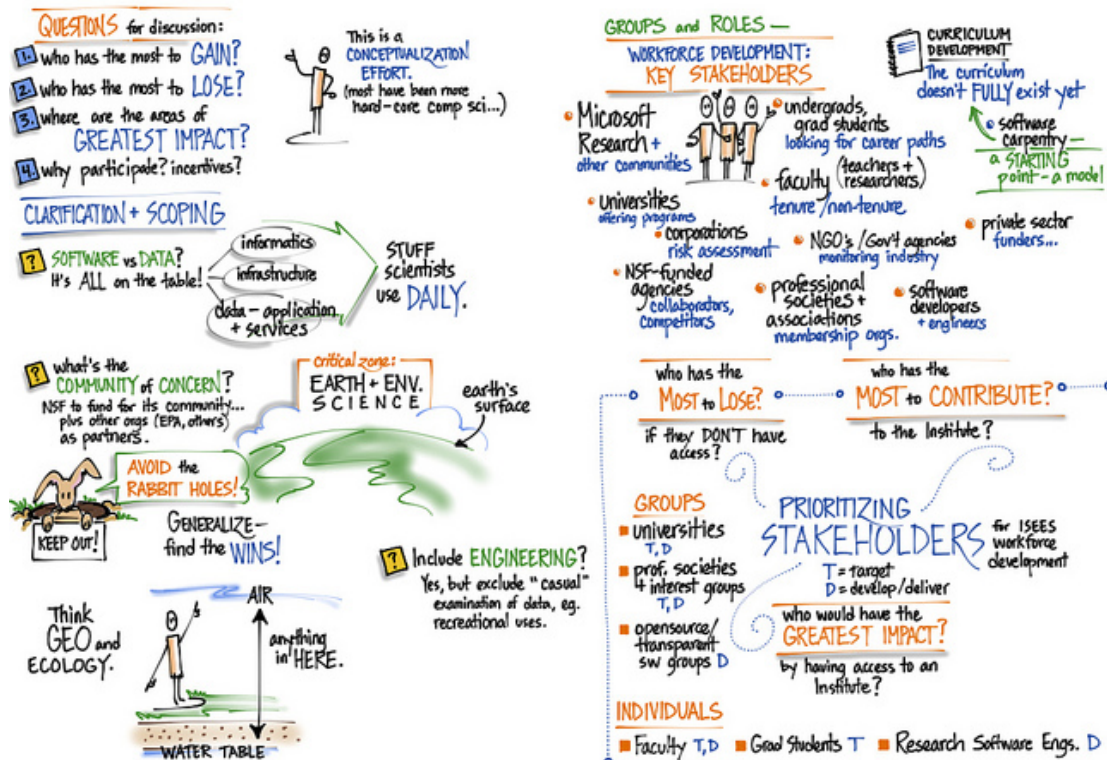 QUESTIONS for discussion:
1. who has the most to GAIN?
2. who has the most to LOSE?
3. where are the areas of
GREATEST IMPACT?
4. why participate? incentives?
This is a
CONCEPTUALIZATION
EFFORT.
(most have been more
hard-core comp sci...)
CLARIFICATION + SCOPING
? SOFTWARE vs DATA?
It's ALL on the table!
informatics
infrastructure
data-application
+ services
STUFF
scientists
use DAILY.
? what's the
COMMUNITY of CONCERN?
NSF to fund for its community...
plus other orgs (EPA, others)
as partners.
critical zone:
EARTH + ENV.
SCIENCE
earth's
surface
AVOID the
RABBIT HOLES!
KEEP OUT!
GENERALIZE-
find the WINS!
? Include ENGINEERING?
Yes, but exclude "casual"
examination of data, eg.
recreational uses.
Think
GEO and
ECOLOGY.
AIR
anything
in HERE.
WATER TABLE
GROUPS and ROLES —
WORKFORCE DEVELOPMENT:
KEY STAKEHOLDERS
Microsoft
Research +
other communities
undergrads,
grad students
looking for career paths
faculty (teachers +
researchers)
tenure/non-tenure
universities
offering programs
corporations
risk assessment
NGO's/Gov't agencies
monitoring industry
private sector
funders...
NSF-funded
agencies
collaborators,
competitors
professional
societies +
associations
membership orgs.
software
developers
+ engineers
CURRICULUM
DEVELOPMENT
The curriculum
doesn't FULLY exist yet
software
carpentry —
a STARTING
point - a model
who has the
MOST to LOSE?
if they DON'T have
access?
who has the
MOST to CONTRIBUTE?
to the Institute?
PRIORITIZING
STAKEHOLDERS
for ISEES
workforce
development
T = target
D = develop/deliver
who would have the
GREATEST IMPACT?
by having access to an
Institute?
GROUPS
universities
T, D
prof. societies
+ interest groups
T, D
opensource/
transparent
sw groups D
INDIVIDUALS
Faculty T, D
Grad Students T
Research Software Engs. D